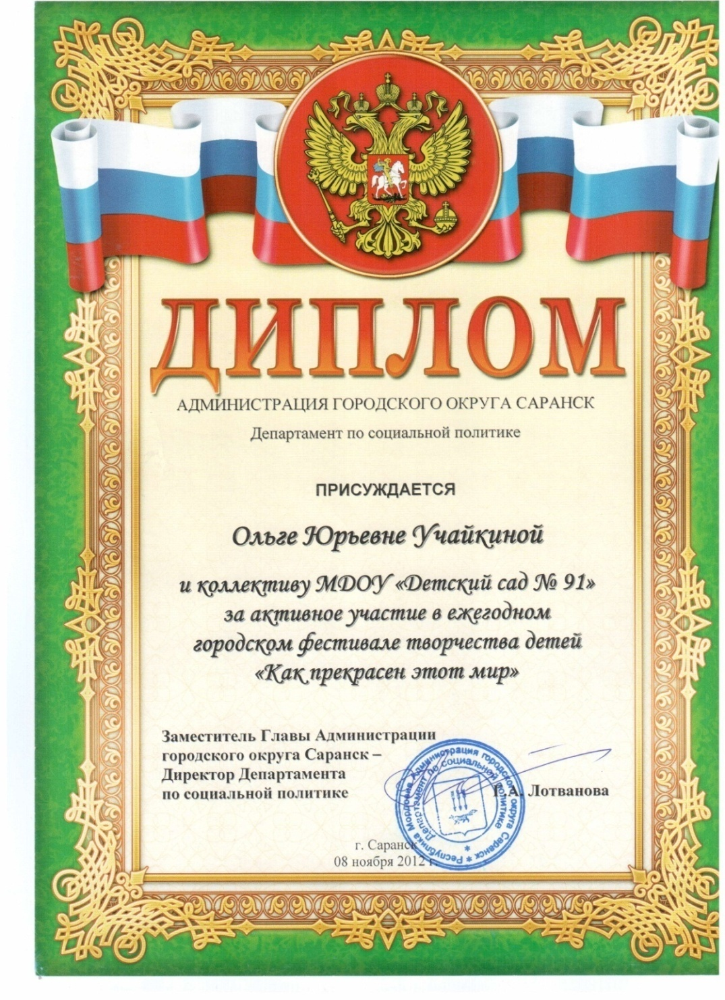 ДИПЛОМ
АДМИНИСТРАЦИЯ ГОРОДСКОГО ОКРУГА САРАНСК
Департамент по социальной политике
ПРИСУЖДАЕТСЯ
Ольге Юрьевне Учайкиной
и коллективу МДОУ «Детский сад № 91»
за активное участие в ежегодном
городском фестивале творчества детей
«Как прекрасен этот мир»
Заместитель Главы Администрации
городского округа Саранск –
Директор Департамента
по социальной политике
Г.А. Лотванова
Республика Мордовия Администрация городского округа Саранск
Департамент по социальной политике
г. Саранск
08 ноября 2012 г.